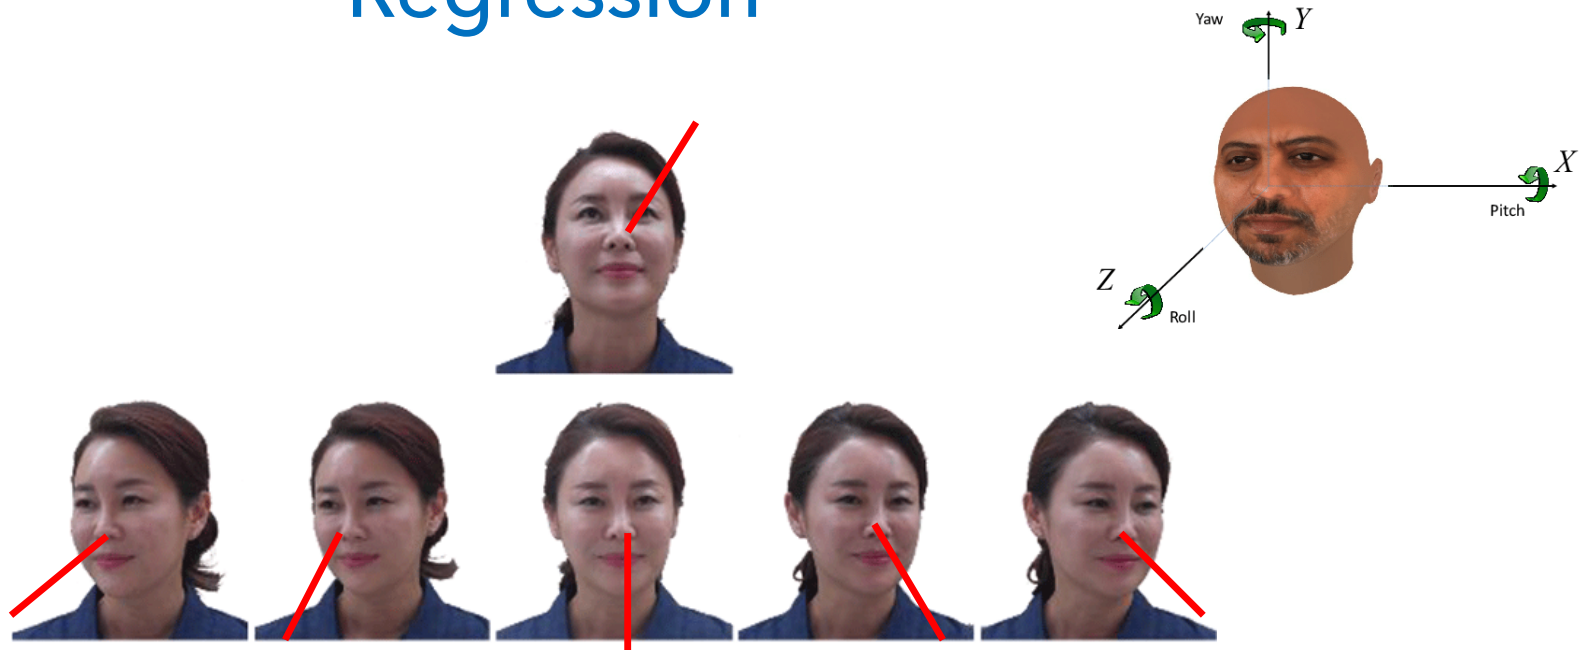 Regression
Yaw
Y
X
Pitch
Z
Roll